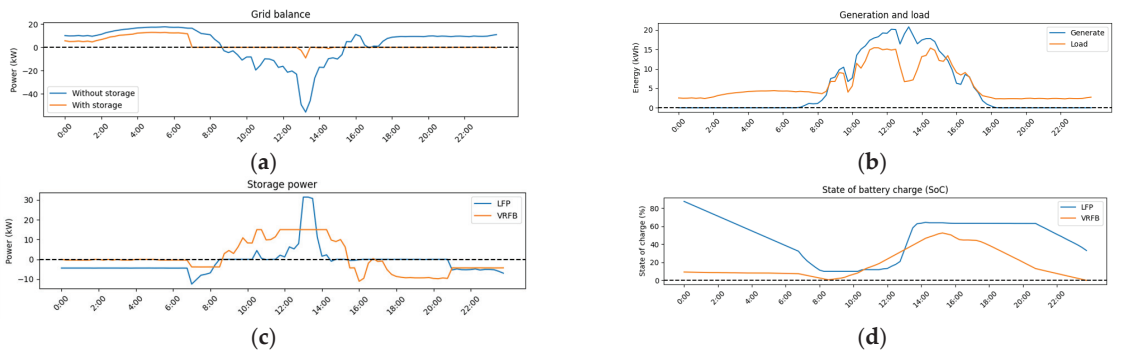 Grid balance
Power (kW)
20
0
−20
−40
Without storage
With storage
0:00 2:00 4:00 6:00 8:00 10:00 12:00 14:00 16:00 18:00 20:00 22:00
(a)
Generation and load
Energy (kWh)
20
15
10
5
0
Generate
Load
0:00 2:00 4:00 6:00 8:00 10:00 12:00 14:00 16:00 18:00 20:00 22:00
(b)
Storage power
Power (kW)
30
20
10
0
−10
LFP
VRFB
0:00 2:00 4:00 6:00 8:00 10:00 12:00 14:00 16:00 18:00 20:00 22:00
(c)
State of battery charge (SoC)
State of charge (%)
80
60
40
20
0
LFP
VRFB
0:00 2:00 4:00 6:00 8:00 10:00 12:00 14:00 16:00 18:00 20:00 22:00
(d)